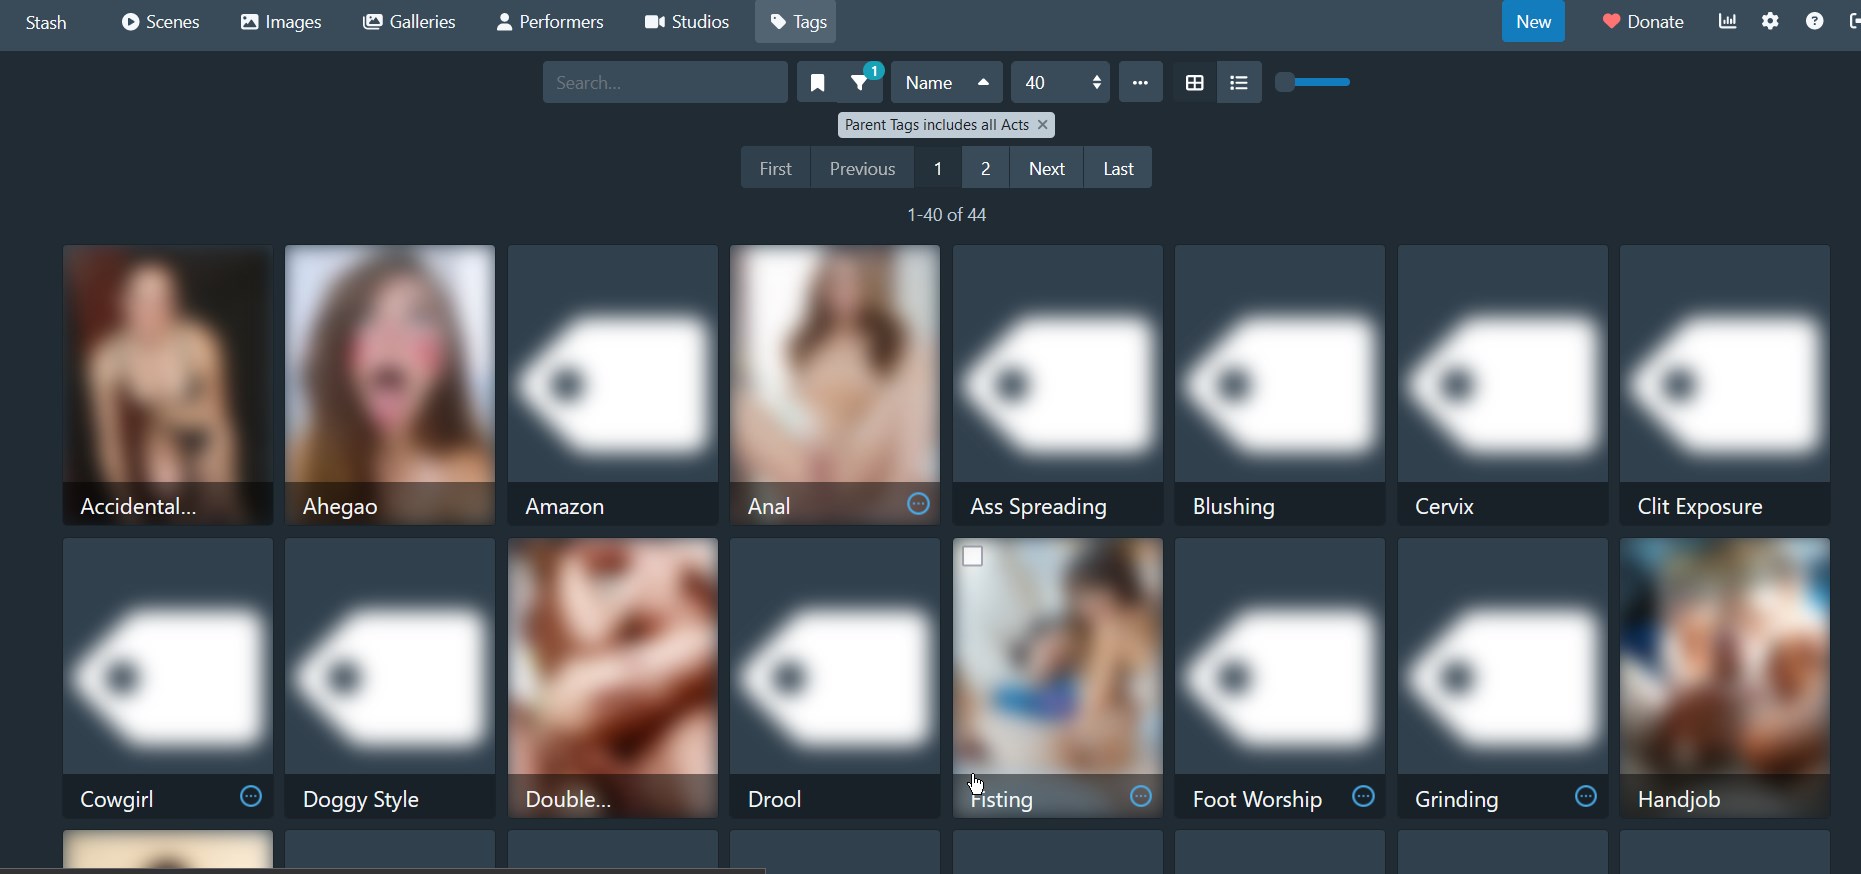 Stash Scenes Images Galleries Performers Studios Tags New Donate
Search... 1 Name 40
Parent Tags includes all Acts
First Previous 1 2 Next Last
1-40 of 44
Accidental... Ahegao Amazon Anal Ass Spreading Blushing Cervix Clit Exposure
Cowgirl Doggy Style Double... Drool Fisting Foot Worship Grinding Handjob